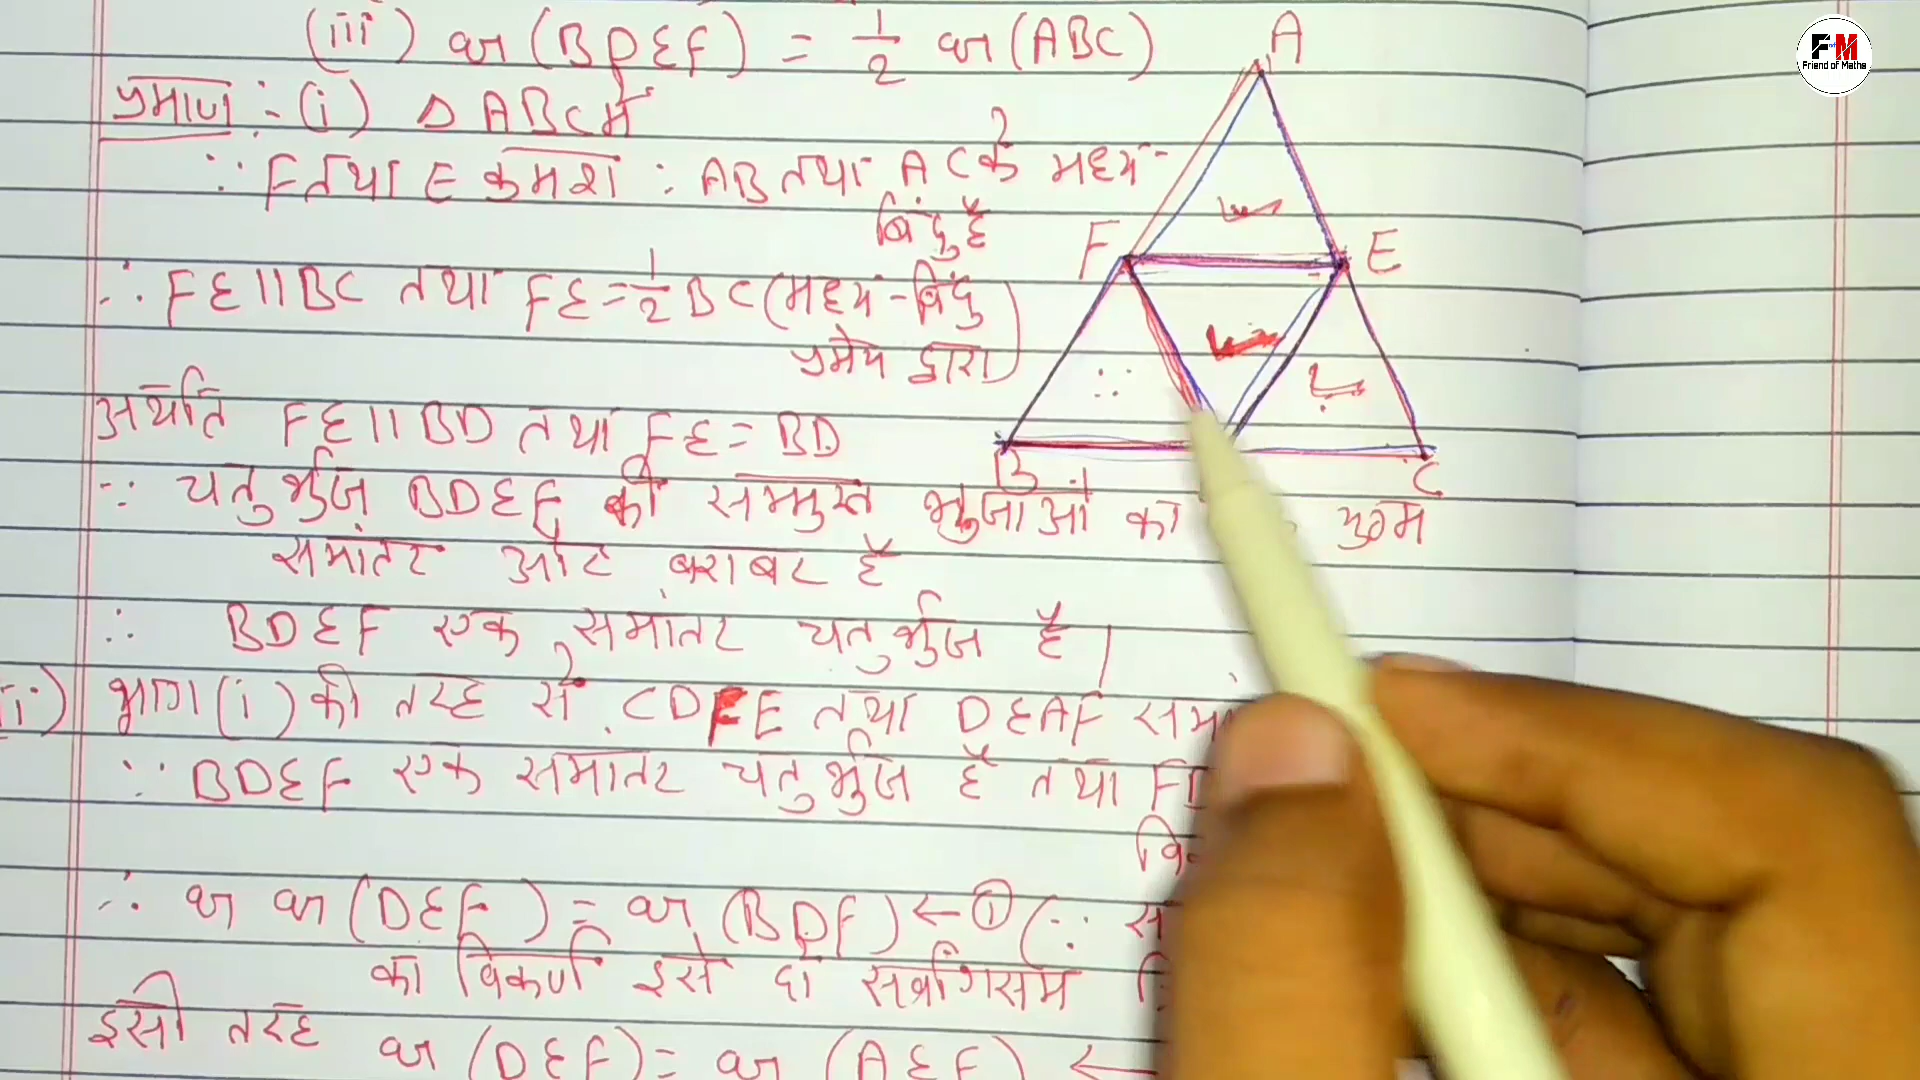 (iii) ar (BDEF) = 1/2 ar (ABC)
प्रमाण :- (i) Δ ABC में
∵ F तथा E क्रमश : AB तथा AC के मध्य-
बिंदु है
∴ FE || BC तथा FE = 1/2 BC (मध्य-बिंदु
प्रमेय द्वारा)
अर्थात FE || BD तथा FE = BD
∵ चतुर्भुज BDEF की सम्मुख भुजाओं का युग्म
समांतर और बराबर है
∴ BDEF एक समांतर चतुर्भुज है।
ii) भाग (i) की तरह से CDFE तथा DEAF
∵ BDEF एक समांतर चतुर्भुज है तथा FD
∴ ar ar (DEF) = ar (BDF) ← ① (∵
का विकर्ण इसे दो सर्वांगसम
इसी तरह ar (DEF) = ar (AEF) ←
A
F
E
B
C
FM
Friend of Maths